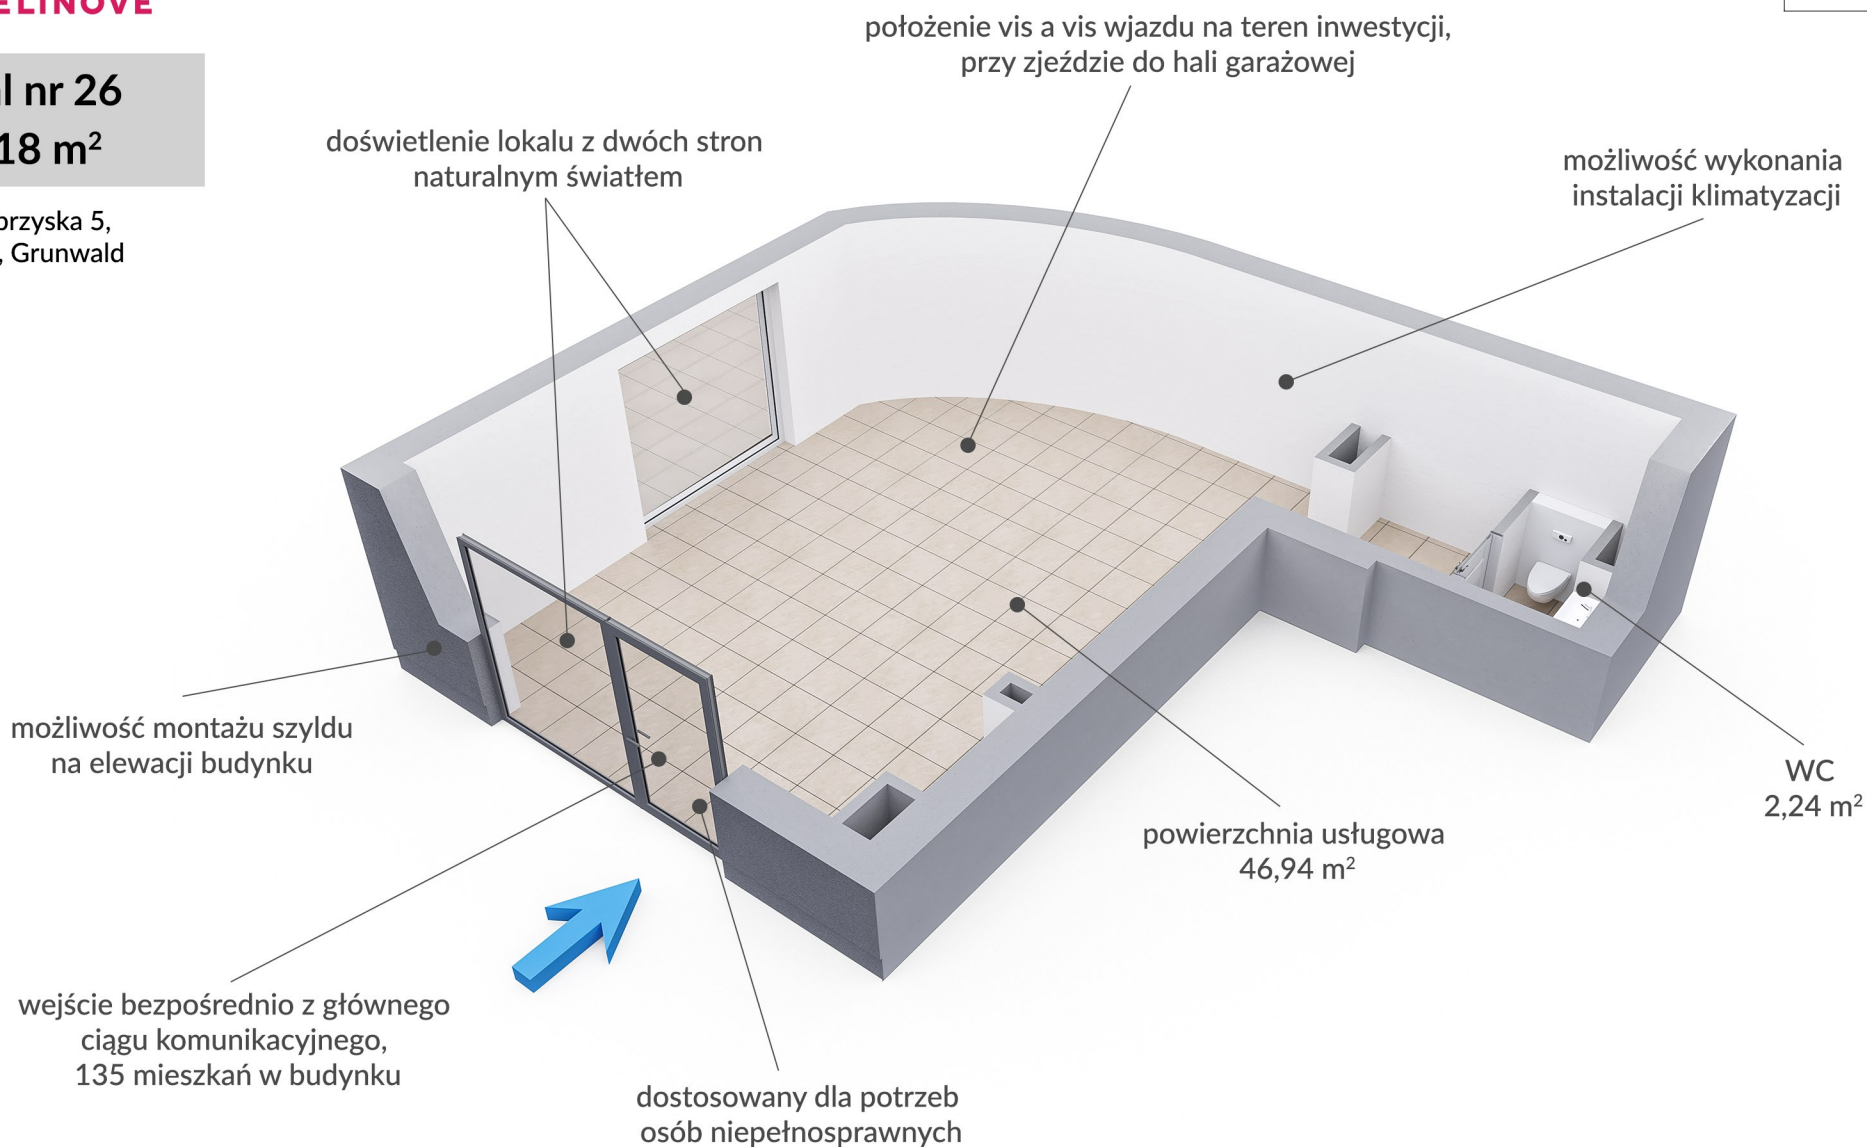 ELINOVE
l nr 26
18 m²
przyska 5,
, Grunwald
położenie vis a vis wjazdu na teren inwestycji,
przy zjeździe do hali garażowej
doświetlenie lokalu z dwóch stron
naturalnym światłem
możliwość wykonania
instalacji klimatyzacji
możliwość montażu szyldu
na elewacji budynku
WC
2,24 m²
powierzchnia usługowa
46,94 m²
wejście bezpośrednio z głównego
ciągu komunikacyjnego,
135 mieszkań w budynku
dostosowany dla potrzeb
osób niepełnosprawnych